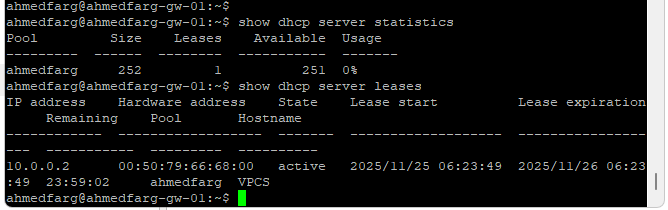 ahmedfarg@ahmedfarg-gw-01:~$
ahmedfarg@ahmedfarg-gw-01:~$ show dhcp server statistics
Pool         Size    Leases    Available  Usage
---------  ------  --------  -----------  -------
ahmedfarg     252         1          251  0%
ahmedfarg@ahmedfarg-gw-01:~$ show dhcp server leases
IP address    Hardware address    State    Lease start          Lease expiration
     Remaining    Pool       Hostname
------------  ------------------  -------  -------------------  ----------------
---  -----------  ---------  ----------
10.0.0.2      00:50:79:66:68:00   active   2025/11/25 06:23:49  2025/11/26 06:23
:49  23:59:02     ahmedfarg  VPCS
ahmedfarg@ahmedfarg-gw-01:~$